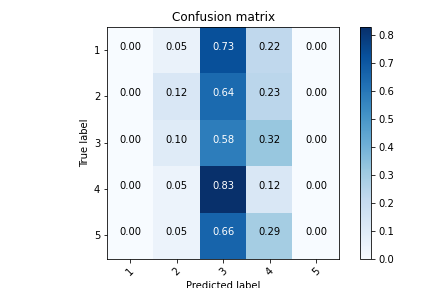 Confusion matrix
1 0.00 0.05 0.73 0.22 0.00
2 0.00 0.12 0.64 0.23 0.00
3 0.00 0.10 0.58 0.32 0.00
4 0.00 0.05 0.83 0.12 0.00
5 0.00 0.05 0.66 0.29 0.00
True label
1 2 3 4 5
Predicted label
0.8
0.7
0.6
0.5
0.4
0.3
0.2
0.1
0.0